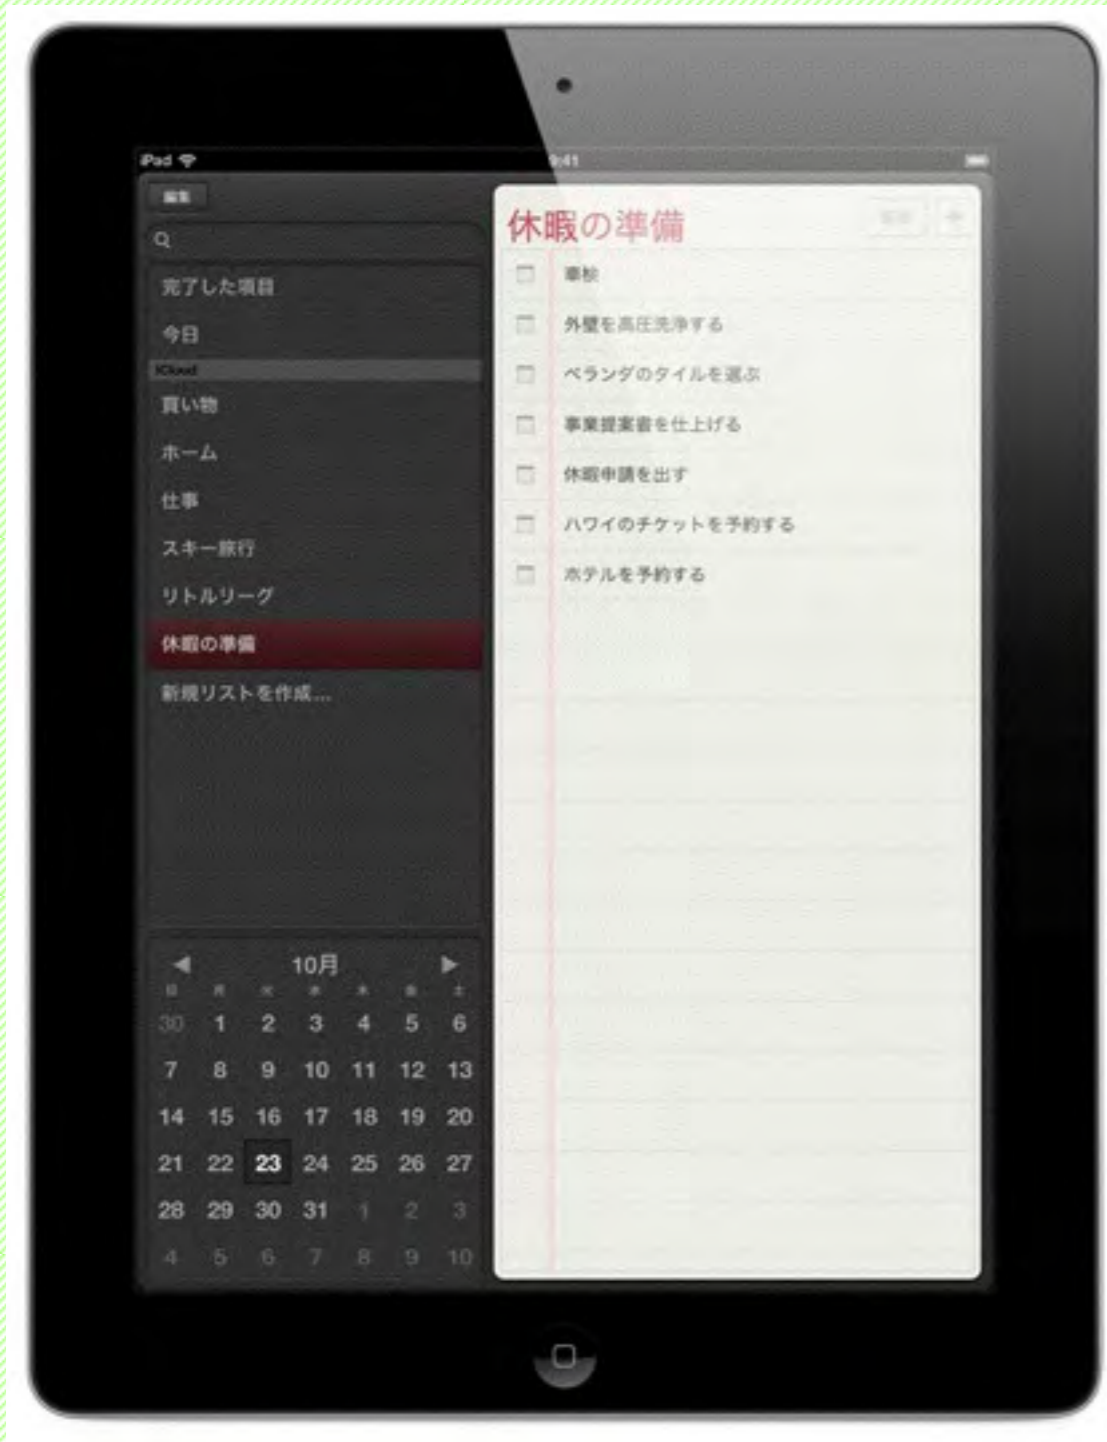 iPad
9:41
編集
完了した項目
今日
iCloud
買い物
ホーム
仕事
スキー旅行
リトルリーグ
休暇の準備
新規リストを作成...
10月
日 月 火 水 木 金 土
30 1 2 3 4 5 6
7 8 9 10 11 12 13
14 15 16 17 18 19 20
21 22 23 24 25 26 27
28 29 30 31 1 2 3
4 5 6 7 8 9 10
休暇の準備
車検
外壁を高圧洗浄する
ベランダのタイルを選ぶ
事業提案書を仕上げる
休暇申請を出す
ハワイのチケットを予約する
ホテルを予約する